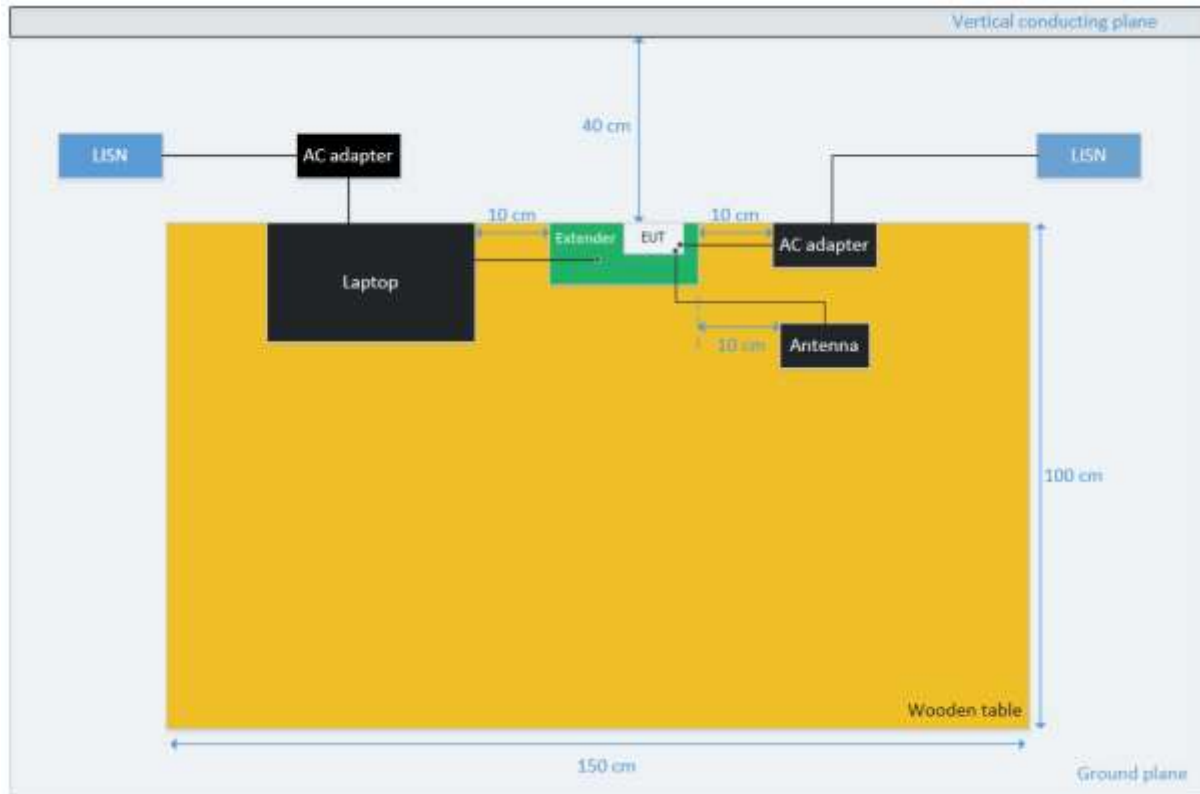 Vertical conducting plane
40 cm
LISN
AC adapter
LISN
10 cm
10 cm
Extender
EUT
AC adapter
Laptop
10 cm
Antenna
100 cm
Wooden table
150 cm
Ground plane